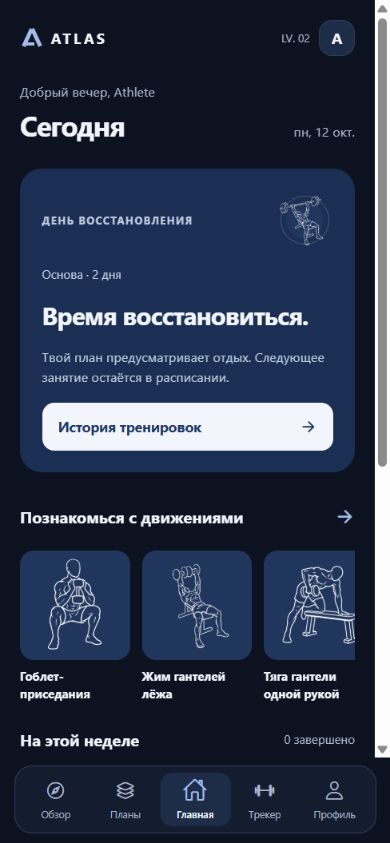 ATLAS
LV. 02
A
Добрый вечер, Athlete
Сегодня
пн, 12 окт.
ДЕНЬ ВОССТАНОВЛЕНИЯ
Основа · 2 дня
Время восстановиться.
Твой план предусматривает отдых. Следующее
занятие остаётся в расписании.
История тренировок
Познакомься с движениями
Гоблет-
приседания
Жим гантелей
лёжа
Тяга гантели
одной рукой
На этой неделе
0 завершено
Обзор
Планы
Главная
Трекер
Профиль